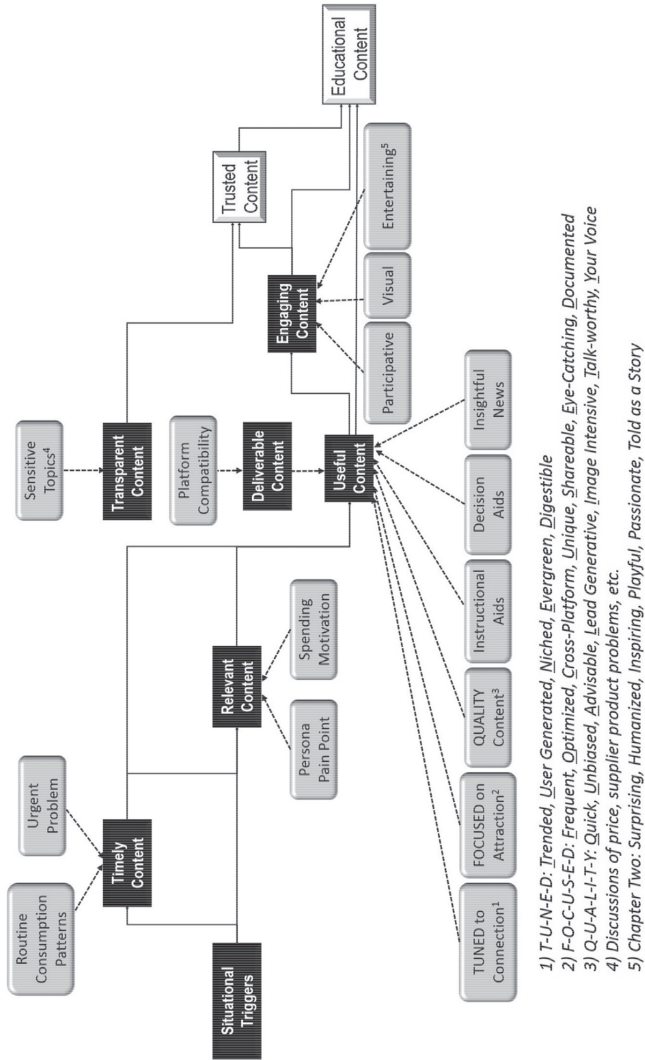 Routine
Consumption
Patterns
Urgent
Problem
Situational
Triggers
Timely
Content
Relevant
Content
Persona
Pain Point
Spending
Motivation
Sensitive
Topics4
Transparent
Content
Platform
Compatibility
Deliverable
Content
Useful
Content
Engaging
Content
Participative
Visual
Entertaining5
Trusted
Content
Educational
Content
TUNED to
Connection1
FOCUSED on
Attraction2
QUALITY
Content3
Instructional
Aids
Decision
Aids
Insightful
News
1) T-U-N-E-D: Trended, User Generated, Niched, Evergreen, Digestible
2) F-O-C-U-S-E-D: Frequent, Optimized, Cross-Platform, Unique, Shareable, Eye-Catching, Documented
3) Q-U-A-L-I-T-Y: Quick, Unbiased, Advisable, Lead Generative, Image Intensive, Talk-worthy, Your Voice
4) Discussions of price, supplier product problems, etc.
5) Chapter Two: Surprising, Humanized, Inspiring, Playful, Passionate, Told as a Story